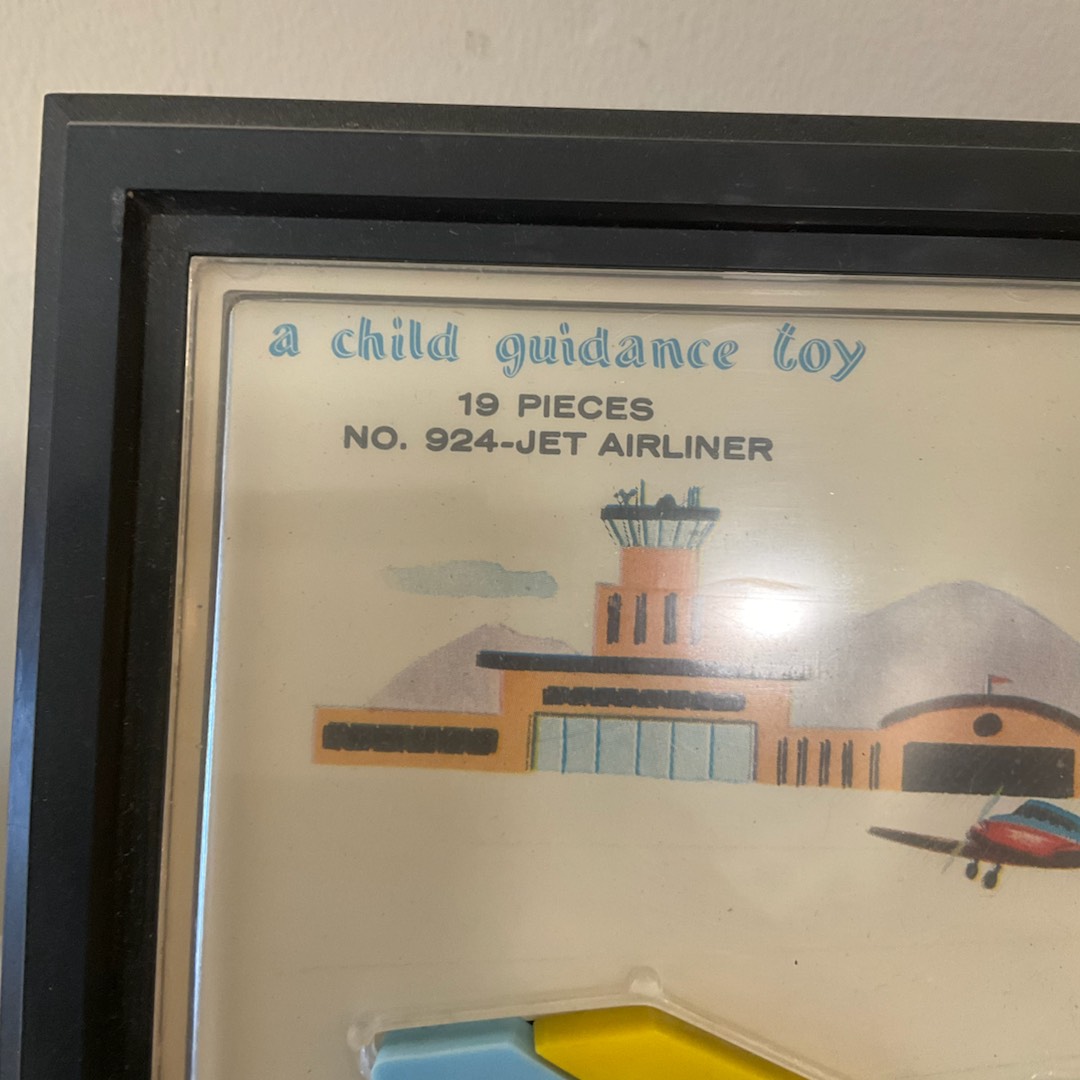 a child guidance toy
19 PIECES
NO. 924-JET AIRLINER